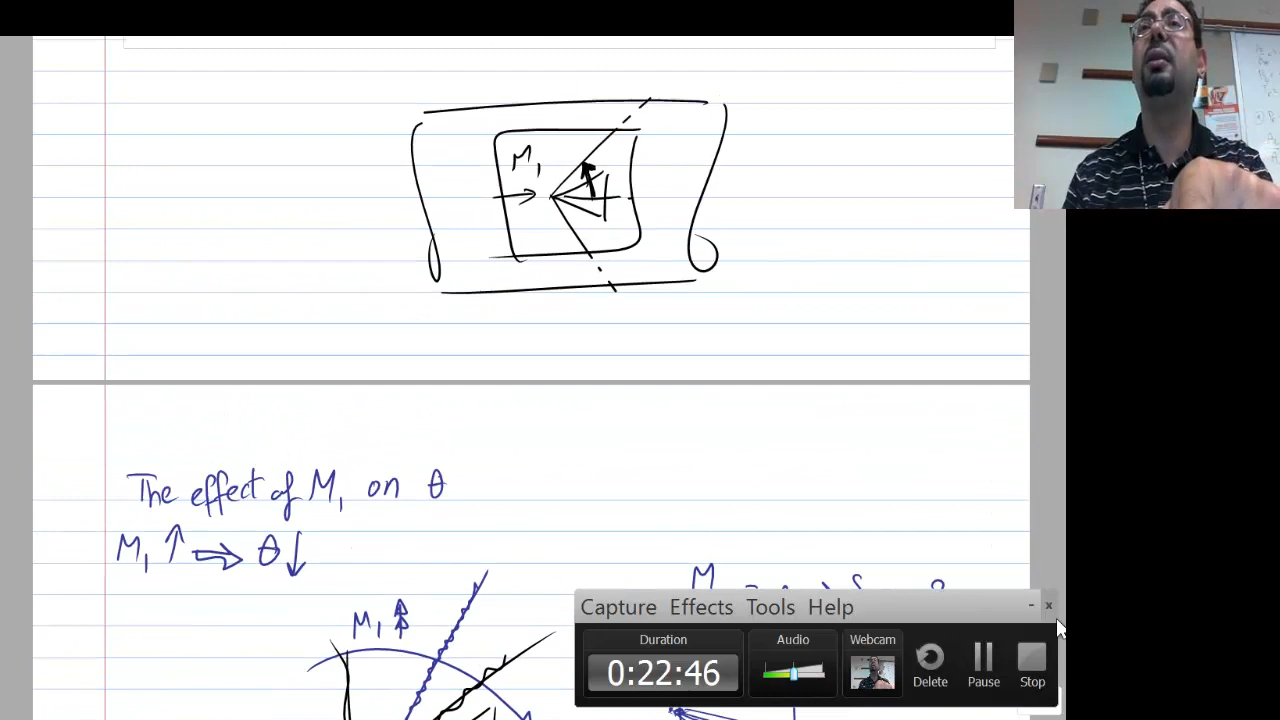 M₁
The effect of M₁ on θ
M₁ ↑ ⇒ θ ↓
M₁ ↑
M
Capture Effects Tools Help
- x
Duration
Audio
Webcam
0:22:46
Delete
Pause
Stop